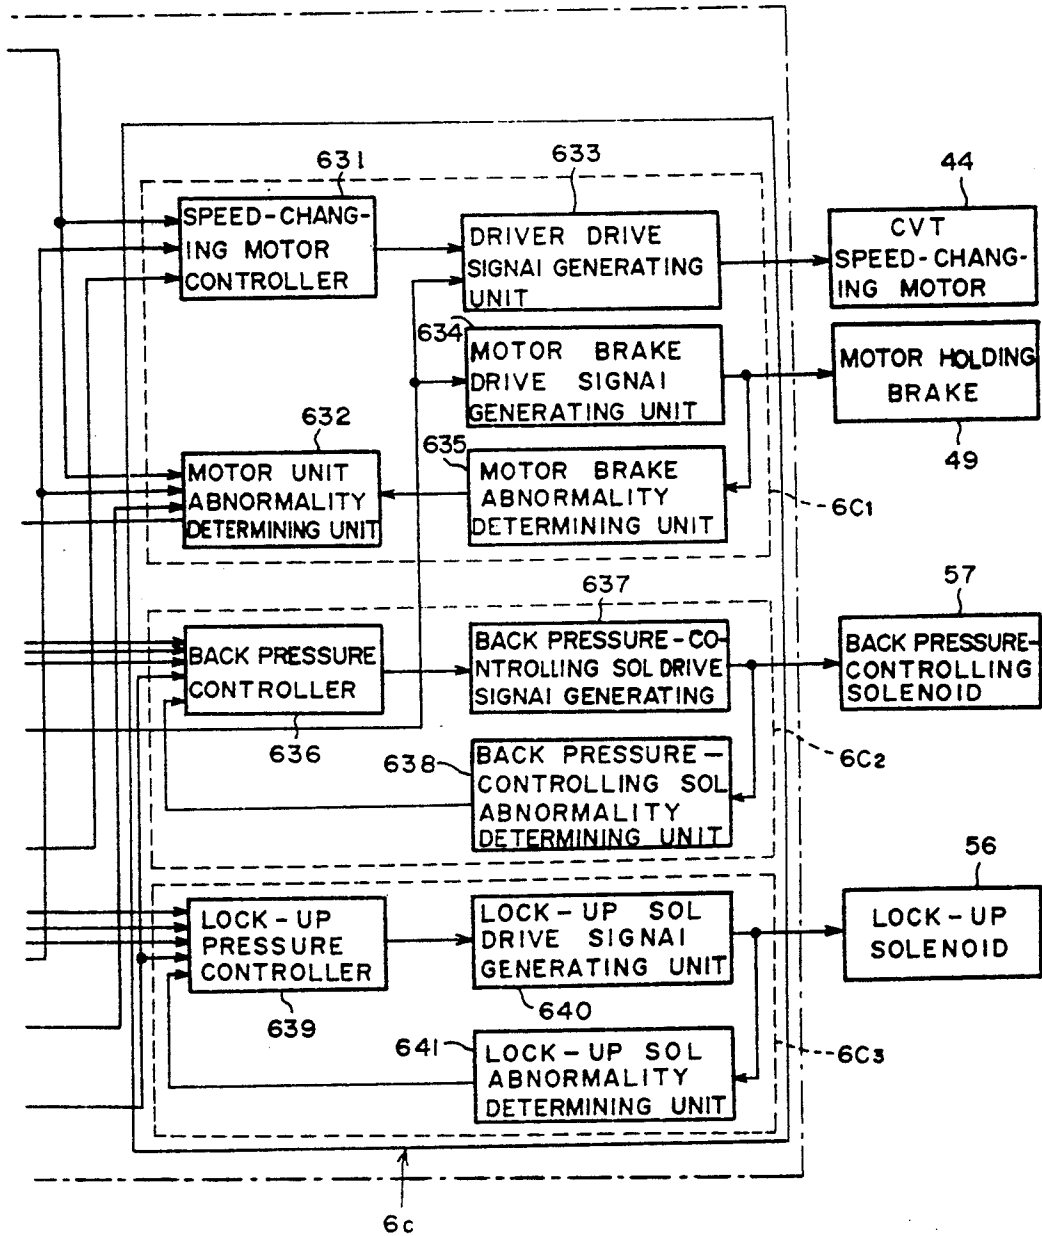 631
633
44
SPEED-CHANG-
ING MOTOR
CONTROLLER
DRIVER DRIVE
SIGNAI GENERATING
UNIT
CVT
SPEED-CHANG-
ING MOTOR
634
MOTOR BRAKE
DRIVE SIGNAI
GENERATING UNIT
MOTOR HOLDING
BRAKE
49
632
MOTOR UNIT
ABNORMALITY
DETERMINING UNIT
635
MOTOR BRAKE
ABNORMALITY
DETERMINING UNIT
6C1
637
57
BACK PRESSURE
CONTROLLER
636
BACK PRESSURE-CO-
NTROLLING SOL DRIVE
SIGNAI GENERATING
BACK PRESSURE-
CONTROLLING
SOLENOID
638
BACK PRESSURE-
CONTROLLING SOL
ABNORMALITY
DETERMINING UNIT
6C2
56
LOCK-UP
PRESSURE
CONTROLLER
639
LOCK-UP SOL
DRIVE SIGNAI
GENERATING UNIT
640
LOCK-UP
SOLENOID
641
LOCK-UP SOL
ABNORMALITY
DETERMINING UNIT
6C3
6c